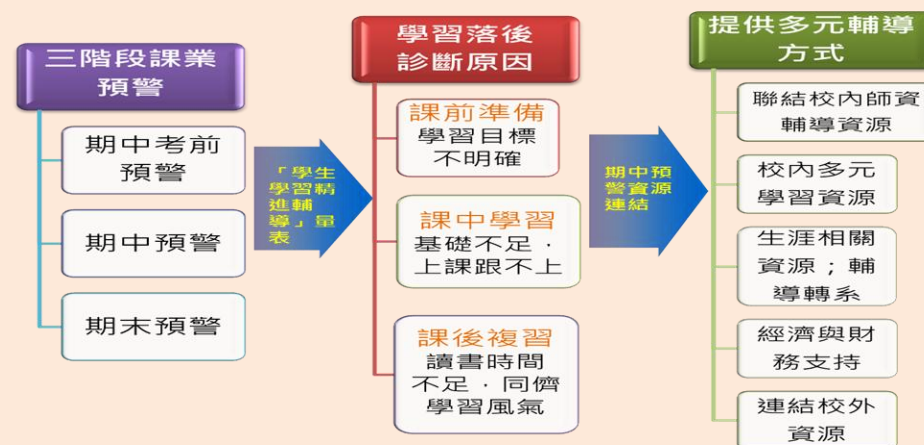 三階段課業
預警
期中考前
預警
期中預警
期末預警
「學生
學習精
進輔
導」量
表
學習落後
診斷原因
課前準備
學習目標
不明確
課中學習
基礎不足．
上課跟不上
課後複習
讀書時間
不足．同儕
學習風氣
期中預
警資源
連結
提供多元輔導
方式
聯結校內師資
輔導資源
校內多元
學習資源
生涯相關
資源；輔
導轉系
經濟與財
務支持
連結校外
資源